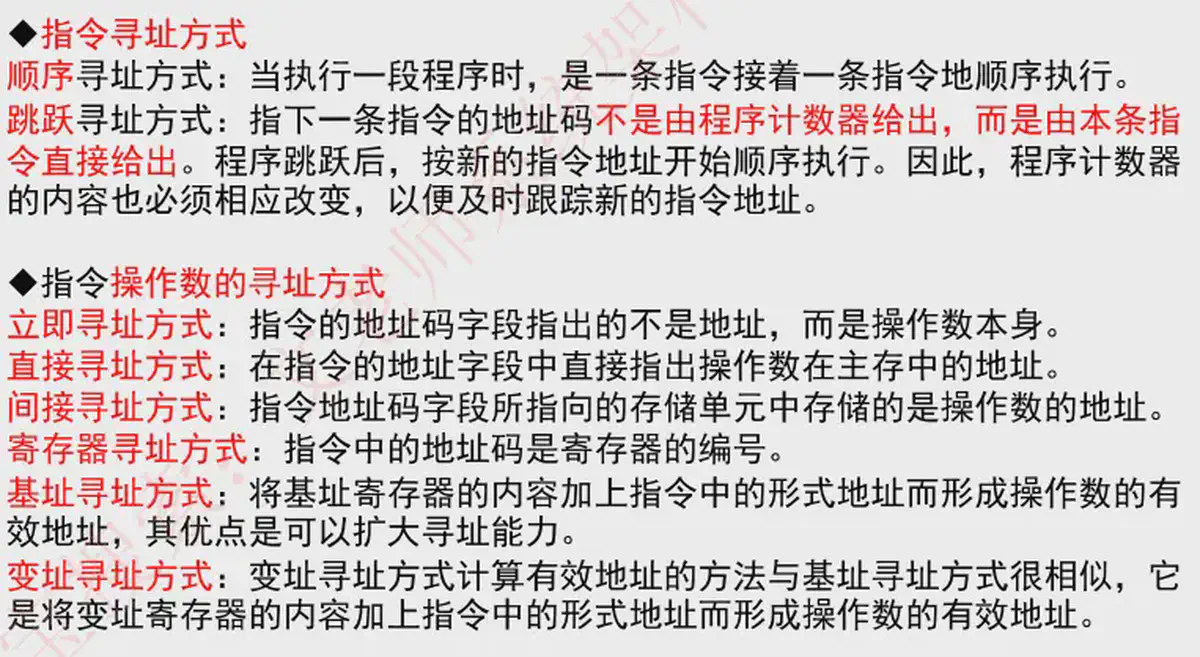 ◆指令寻址方式
顺序寻址方式：当执行一段程序时，是一条指令接着一条指令地顺序执行。
跳跃寻址方式：指下一条指令的地址码不是由程序计数器给出，而是由本条指
令直接给出。程序跳跃后，按新的指令地址开始顺序执行。因此，程序计数器
的内容也必须相应改变，以便及时跟踪新的指令地址。
◆指令操作数的寻址方式
立即寻址方式：指令的地址码字段指出的不是地址，而是操作数本身。
直接寻址方式：在指令的地址字段中直接指出操作数在主存中的地址。
间接寻址方式：指令地址码字段所指向的存储单元中存储的是操作数的地址。
寄存器寻址方式：指令中的地址码是寄存器的编号。
基址寻址方式：将基址寄存器的内容加上指令中的形式地址而形成操作数的有
效地址，其优点是可以扩大寻址能力。
变址寻址方式：变址寻址方式计算有效地址的方法与基址寻址方式很相似，它
是将变址寄存器的内容加上指令中的形式地址而形成操作数的有效地址。